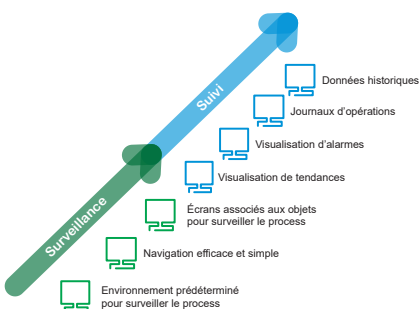 Données historiques
Suivi
Journaux d'opérations
Visualisation d'alarmes
Visualisation de tendances
Surveillance
Écrans associés aux objets
pour surveiller le process
Navigation efficace et simple
Environnement prédéterminé
pour surveiller le process